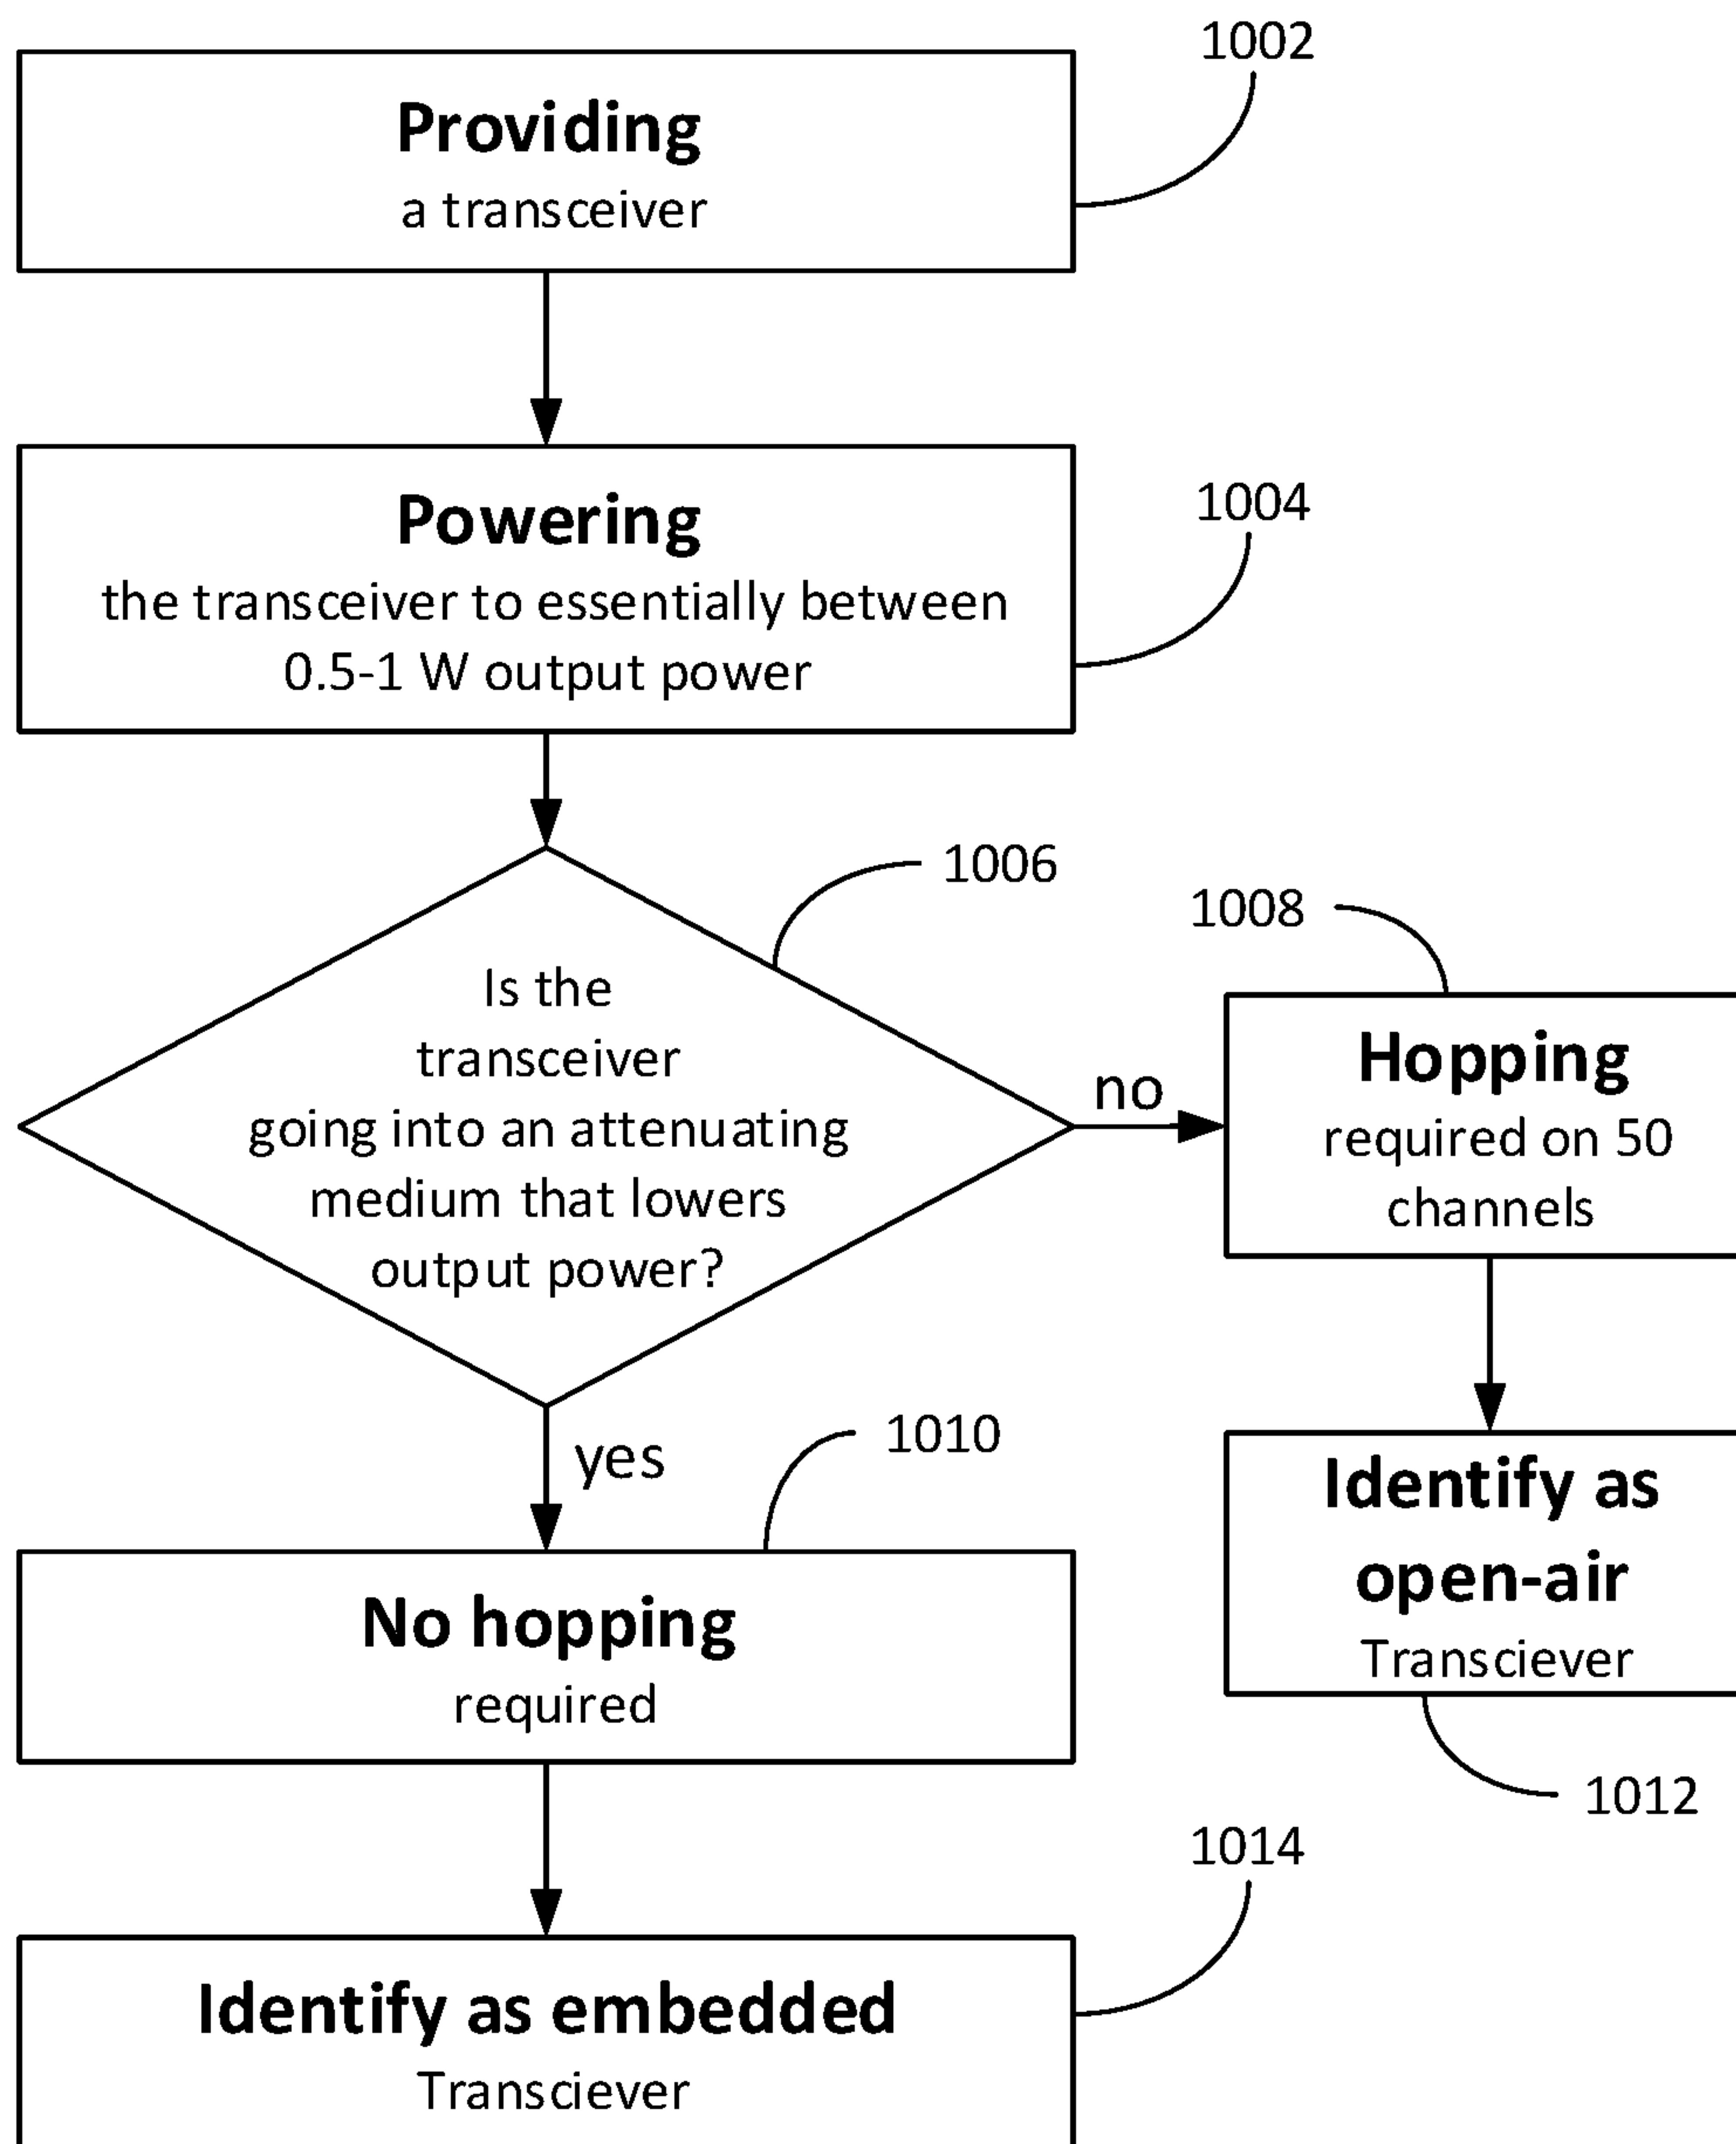 1002
Providing
a transceiver
1004
Powering
the transceiver to essentially between
0.5-1 W output power
1006
Is the
transceiver
going into an attenuating
medium that lowers
output power?
no
1008
Hopping
required on 50
channels
yes
1010
No hopping
required
Identify as
open-air
Transciever
1012
1014
Identify as embedded
Transciever